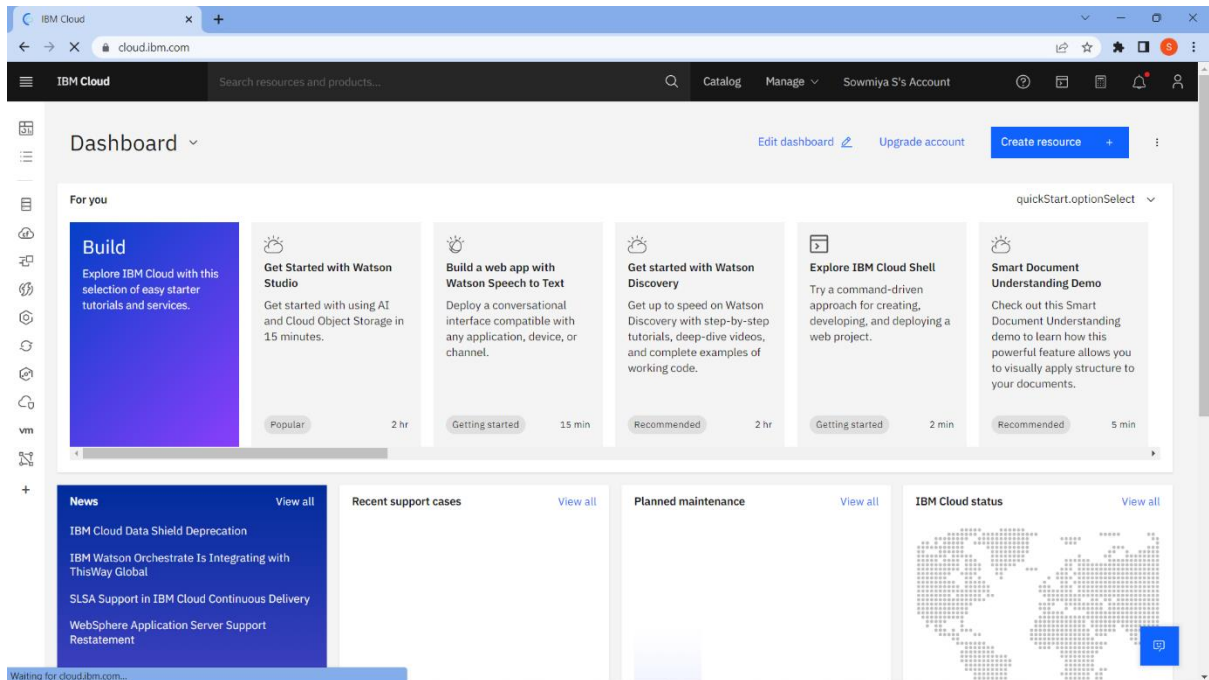 IBM Cloud
cloud.ibm.com
S
IBM Cloud
Search resources and products...
Catalog
Manage
Sowmiya S's Account
Dashboard
Edit dashboard
Upgrade account
Create resource +
For you
quickStart.optionSelect
Build
Explore IBM Cloud with this
selection of easy starter
tutorials and services.
Get Started with Watson
Studio
Get started with using AI
and Cloud Object Storage in
15 minutes.
Popular 2 hr
Build a web app with
Watson Speech to Text
Deploy a conversational
interface compatible with
any application, device, or
channel.
Getting started 15 min
Get started with Watson
Discovery
Get up to speed on Watson
Discovery with step-by-step
tutorials, deep-dive videos,
and complete examples of
working code.
Recommended 2 hr
Explore IBM Cloud Shell
Try a command-driven
approach for creating,
developing, and deploying a
web project.
Getting started 2 min
Smart Document
Understanding Demo
Check out this Smart
Document Understanding
demo to learn how this
powerful feature allows you
to visually apply structure to
your documents.
Recommended 5 min
vm
News View all
IBM Cloud Data Shield Deprecation
IBM Watson Orchestrate Is Integrating with
ThisWay Global
SLSA Support in IBM Cloud Continuous Delivery
WebSphere Application Server Support
Restatement
Recent support cases View all
Planned maintenance View all
IBM Cloud status View all
Waiting for cloud.ibm.com...